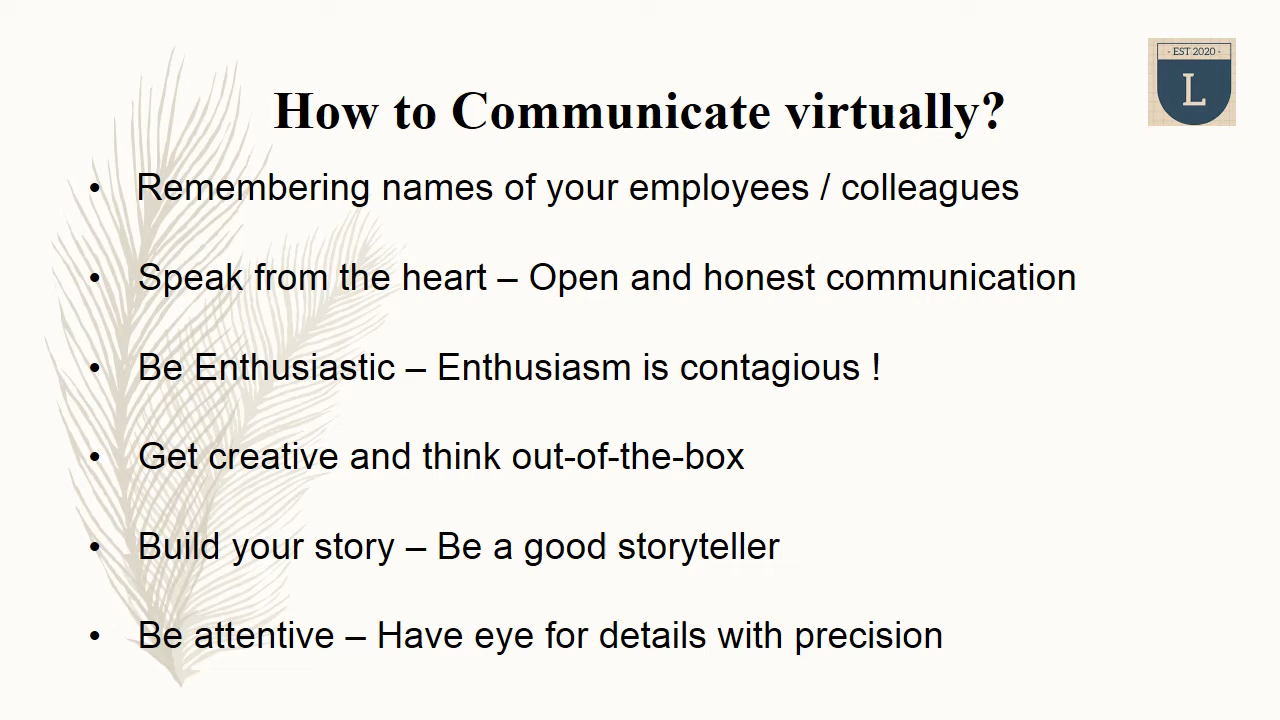 - EST 2020 -
L
How to Communicate virtually?
• Remembering names of your employees / colleagues
• Speak from the heart – Open and honest communication
• Be Enthusiastic – Enthusiasm is contagious !
• Get creative and think out-of-the-box
• Build your story – Be a good storyteller
• Be attentive – Have eye for details with precision